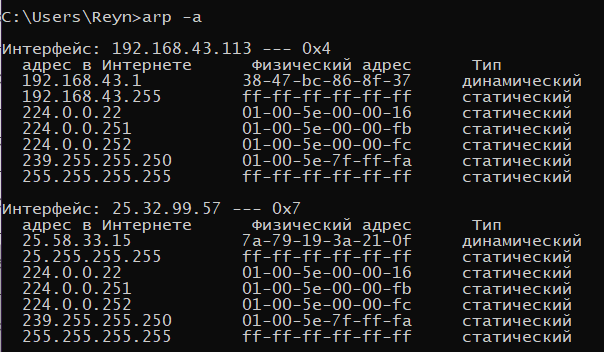 C:\Users\Reyn>arp -a
Интерфейс: 192.168.43.113 --- 0x4
адрес в Интернете Физический адрес Тип
192.168.43.1 38-47-bc-86-8f-37 динамический
192.168.43.255 ff-ff-ff-ff-ff-ff статический
224.0.0.22 01-00-5e-00-00-16 статический
224.0.0.251 01-00-5e-00-00-fb статический
224.0.0.252 01-00-5e-00-00-fc статический
239.255.255.250 01-00-5e-7f-ff-fa статический
255.255.255.255 ff-ff-ff-ff-ff-ff статический
Интерфейс: 25.32.99.57 --- 0x7
адрес в Интернете Физический адрес Тип
25.58.33.15 7a-79-19-3a-21-0f динамический
25.255.255.255 ff-ff-ff-ff-ff-ff статический
224.0.0.22 01-00-5e-00-00-16 статический
224.0.0.251 01-00-5e-00-00-fb статический
224.0.0.252 01-00-5e-00-00-fc статический
239.255.255.250 01-00-5e-7f-ff-fa статический
255.255.255.255 ff-ff-ff-ff-ff-ff статический